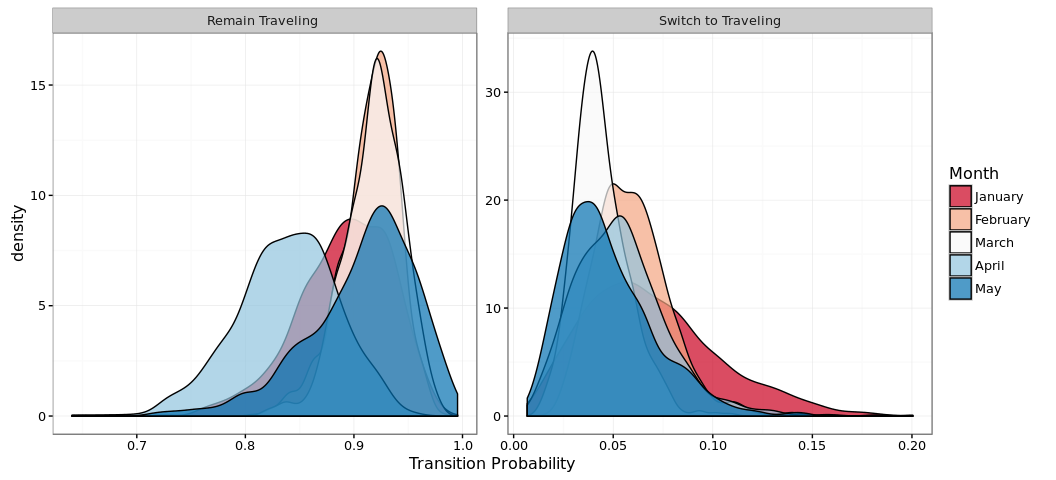 Remain Traveling
Switch to Traveling
density
15
10
5
0
30
20
10
0
0.7 0.8 0.9 1.0
0.00 0.05 0.10 0.15 0.20
Transition Probability
Month
January
February
March
April
May